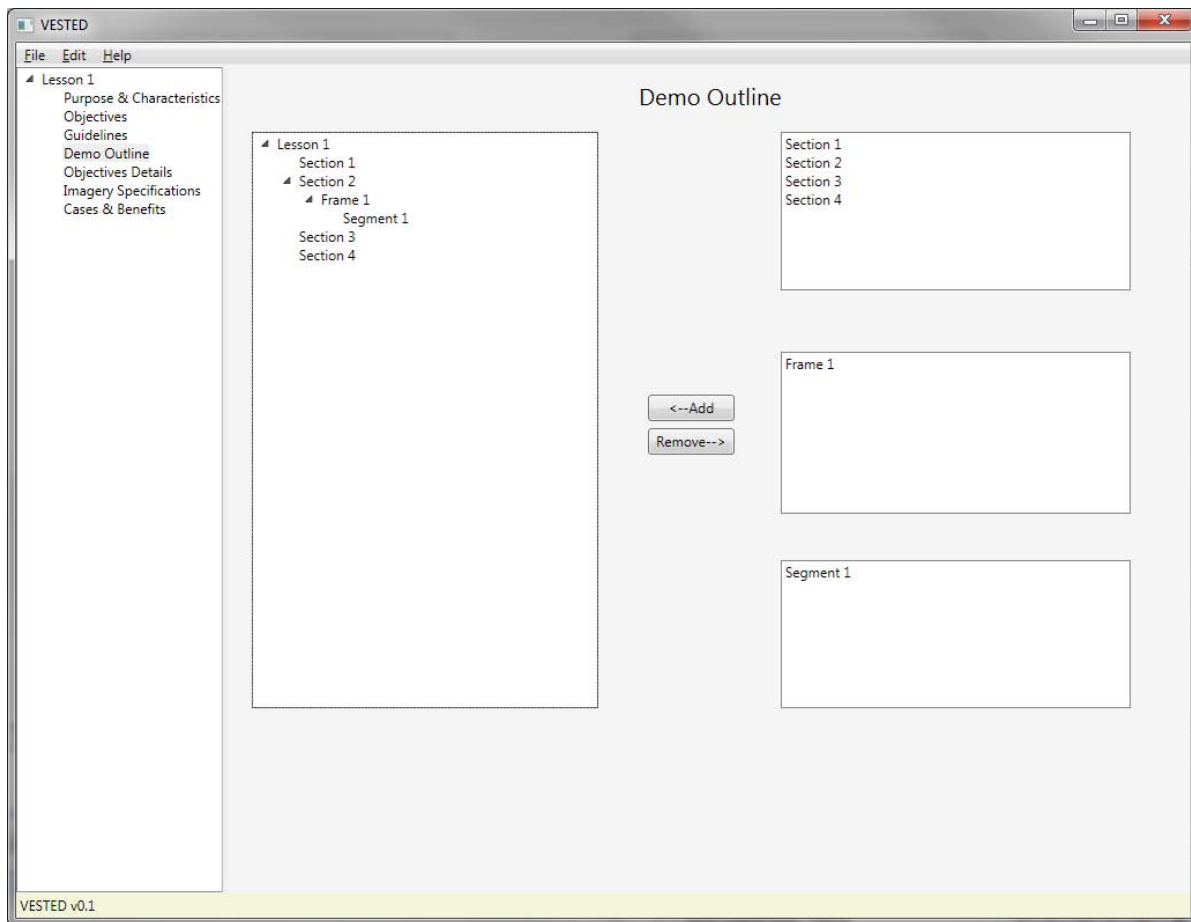 VESTED
File Edit Help
Lesson 1
Purpose & Characteristics
Objectives
Guidelines
Demo Outline
Objectives Details
Imagery Specifications
Cases & Benefits
Demo Outline
Lesson 1
Section 1
Section 2
Frame 1
Segment 1
Section 3
Section 4
<--Add
Remove-->
Section 1
Section 2
Section 3
Section 4
Frame 1
Segment 1
VESTED v0.1